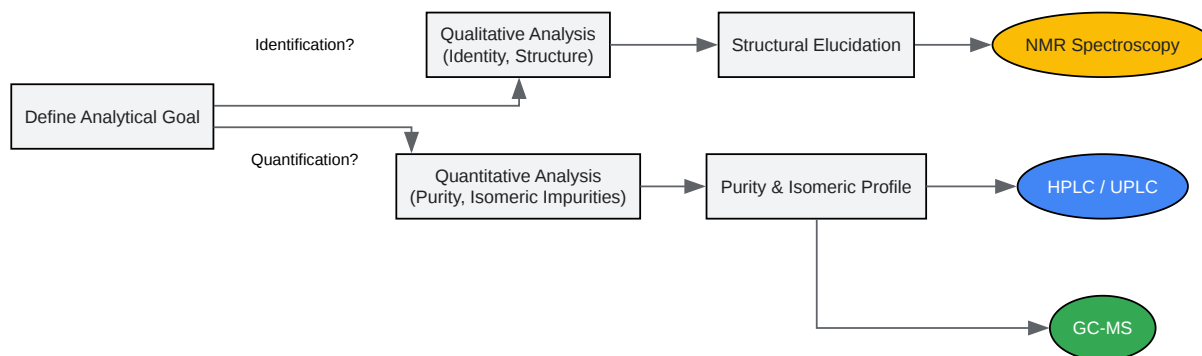 Identification?
Qualitative Analysis
(Identity, Structure)
Structural Elucidation
NMR Spectroscopy
Define Analytical Goal
Quantification?
Quantitative Analysis
(Purity, Isomeric Impurities)
Purity & Isomeric Profile
HPLC / UPLC
GC-MS